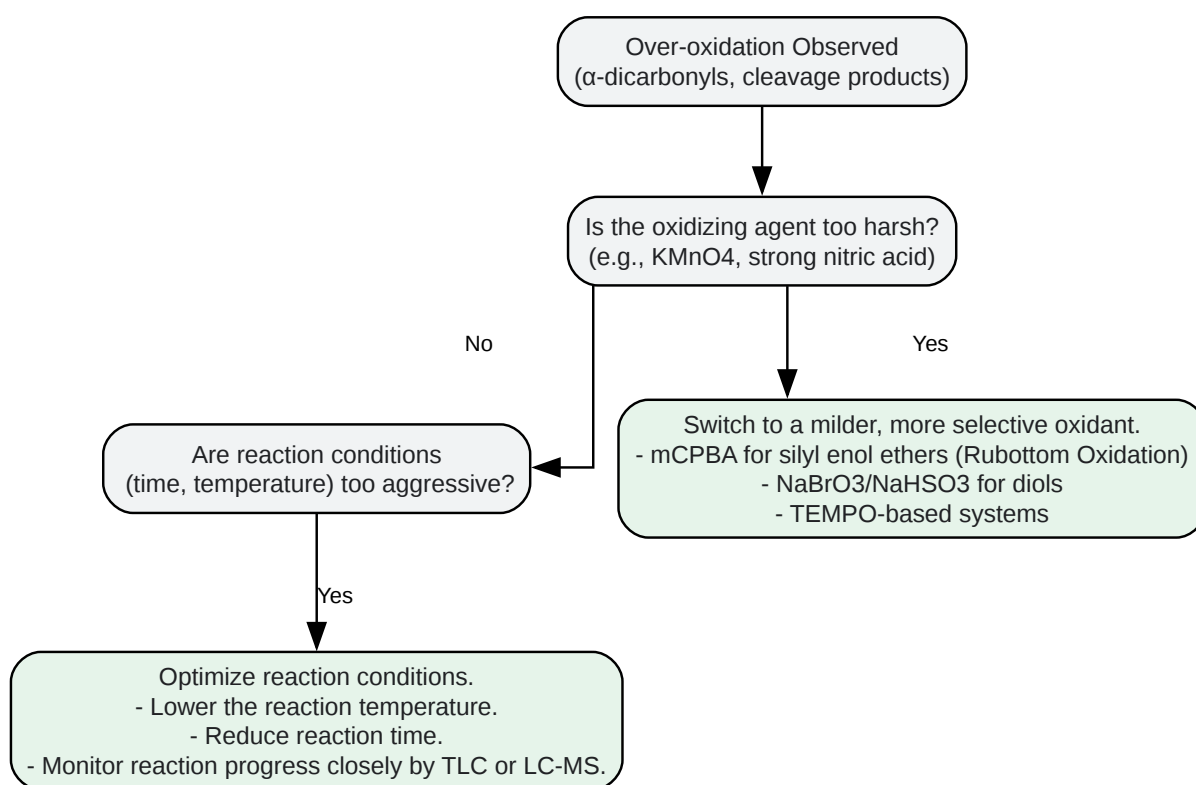 Over-oxidation Observed
(α-dicarbonyls, cleavage products)
Is the oxidizing agent too harsh?
(e.g., KMnO4, strong nitric acid)
No
Yes
Are reaction conditions
(time, temperature) too aggressive?
Switch to a milder, more selective oxidant.
- mCPBA for silyl enol ethers (Rubottom Oxidation)
- NaBrO3/NaHSO3 for diols
- TEMPO-based systems
Yes
Optimize reaction conditions.
- Lower the reaction temperature.
- Reduce reaction time.
- Monitor reaction progress closely by TLC or LC-MS.